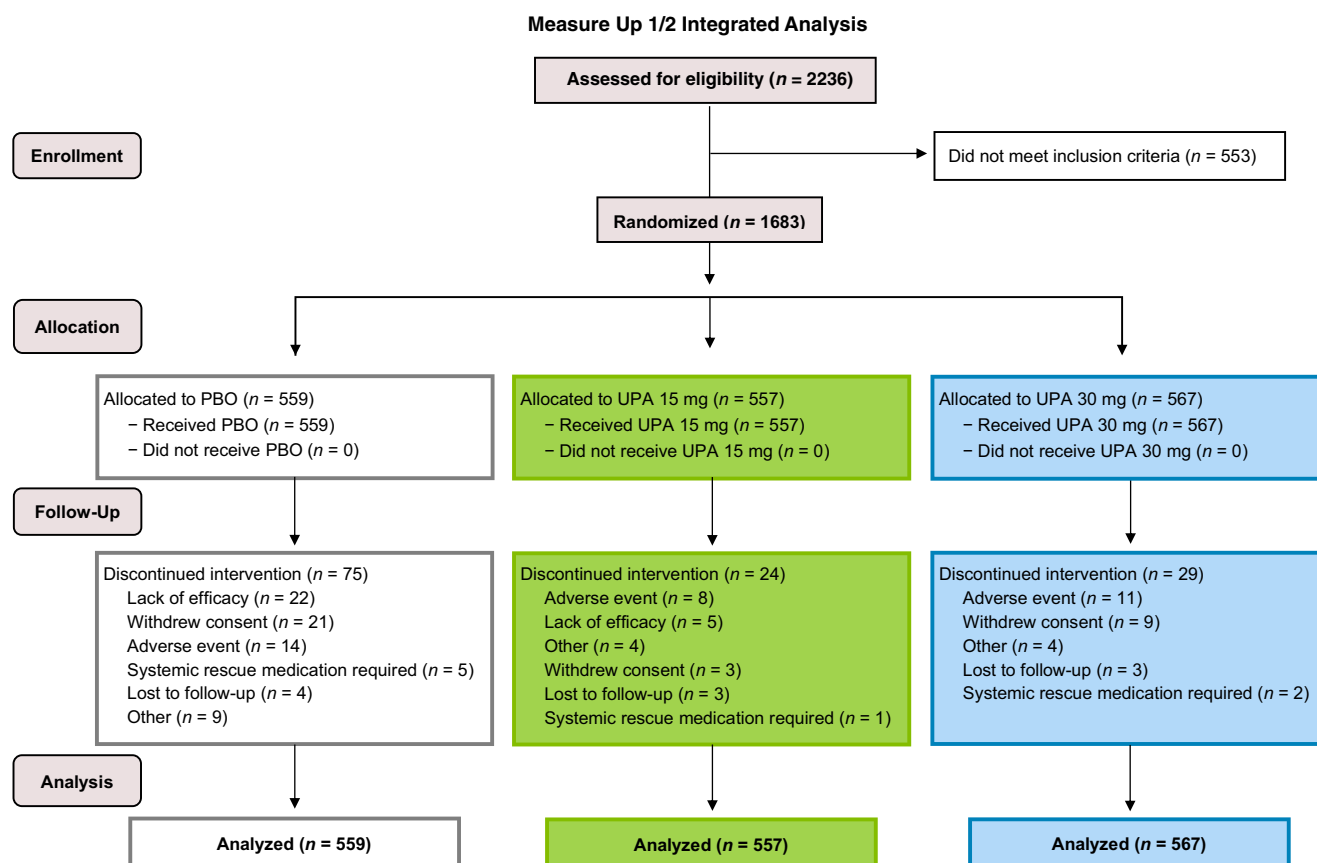 Measure Up 1/2 Integrated Analysis
Assessed for eligibility (n = 2236)
Enrollment
Did not meet inclusion criteria (n = 553)
Randomized (n = 1683)
Allocation
Allocated to PBO (n = 559)
− Received PBO (n = 559)
− Did not receive PBO (n = 0)
Allocated to UPA 15 mg (n = 557)
− Received UPA 15 mg (n = 557)
− Did not receive UPA 15 mg (n = 0)
Allocated to UPA 30 mg (n = 567)
− Received UPA 30 mg (n = 567)
− Did not receive UPA 30 mg (n = 0)
Follow-Up
Discontinued intervention (n = 75)
Lack of efficacy (n = 22)
Withdrew consent (n = 21)
Adverse event (n = 14)
Systemic rescue medication required (n = 5)
Lost to follow-up (n = 4)
Other (n = 9)
Discontinued intervention (n = 24)
Adverse event (n = 8)
Lack of efficacy (n = 5)
Other (n = 4)
Withdrew consent (n = 3)
Lost to follow-up (n = 3)
Systemic rescue medication required (n = 1)
Discontinued intervention (n = 29)
Adverse event (n = 11)
Withdrew consent (n = 9)
Other (n = 4)
Lost to follow-up (n = 3)
Systemic rescue medication required (n = 2)
Analysis
Analyzed (n = 559)
Analyzed (n = 557)
Analyzed (n = 567)